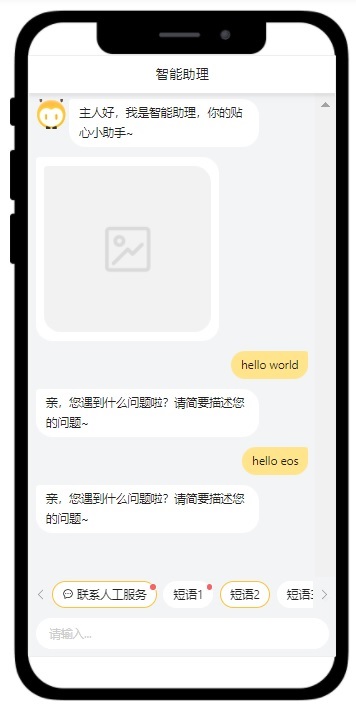 智能助理
主人好，我是智能助理，你的贴
心小助手~
hello world
亲，您遇到什么问题啦？请简要描述您
的问题~
hello eos
亲，您遇到什么问题啦？请简要描述您
的问题~
联系人工服务 短语1 短语2 短语3
请输入...